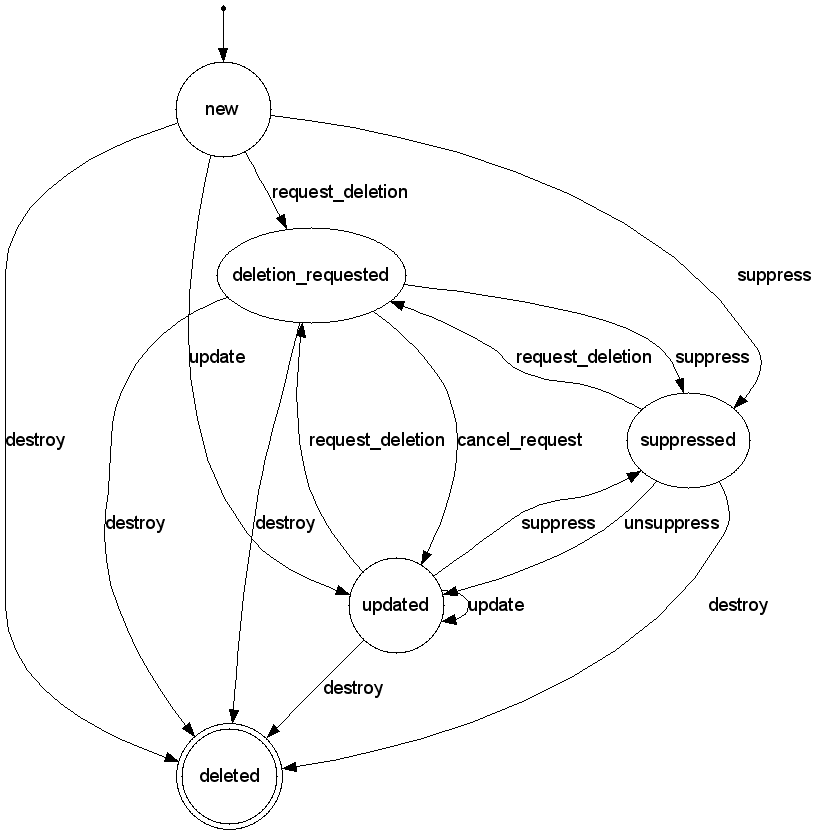 new
request_deletion
deletion_requested
suppress
update
request_deletion
suppress
destroy
request_deletion
cancel_request
suppressed
destroy
destroy
suppress
unsuppress
updated
update
destroy
destroy
deleted